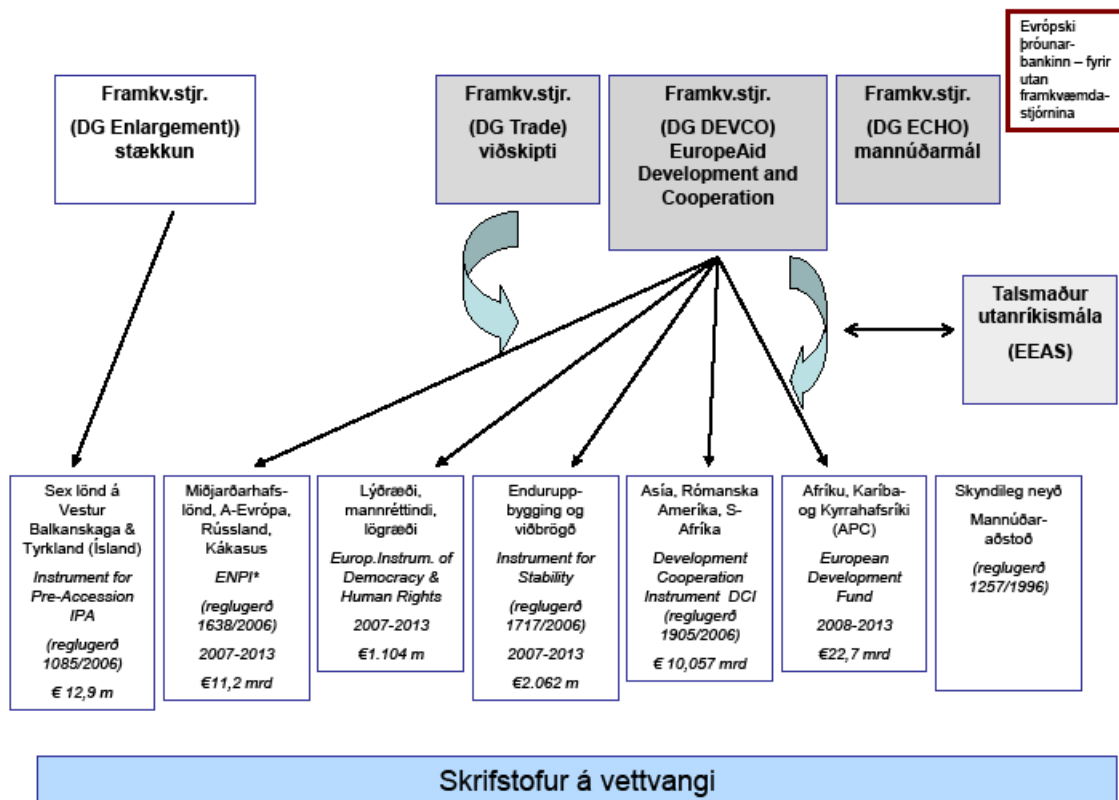 Evrópski
þróunar-
bankinn – fyrir
utan
framkvæmda-
stjórnina
Framkv.stjr.
(DG Enlargement))
stækkun
Framkv.stjr.
(DG Trade)
viðskipti
Framkv.stjr.
(DG DEVCO)
EuropeAid
Development and
Cooperation
Framkv.stjr.
(DG ECHO)
mannúðarmál
Talsmaður
utanríkismála
(EEAS)
Sex lönd á
Vestur
Balkanskaga &
Tyrkland (Ísland)
Instrument for
Pre-Accession
IPA
(reglugerð
1085/2006)
€ 12,9 m
Miðjarðarhafs-
lönd, A-Evrópa,
Rússland,
Kákasus
ENPI*
(reglugerð
1638/2006)
2007-2013
€11,2 mrd
Lýðræði,
mannréttindi,
lögræði
Europ.Instrum. of
Democracy &
Human Rights
2007-2013
€1.104 m
Endurupp-
bygging og
viðbrögð
Instrument for
Stability
(reglugerð
1717/2006)
2007-2013
€2.062 m
Asía, Rómanska
Ameríka, S-
Afríka
Development
Cooperation
Instrument DCI
(reglugerð
1905/2006)
€ 10,057 mrd
Afríku, Karíba-
og Kyrrahafsríki
(APC)
European
Development
Fund
2008-2013
€22,7 mrd
Skyndileg neyð
Mannúðar-
aðstoð
(reglugerð
1257/1996)
Skrifstofur á vettvangi